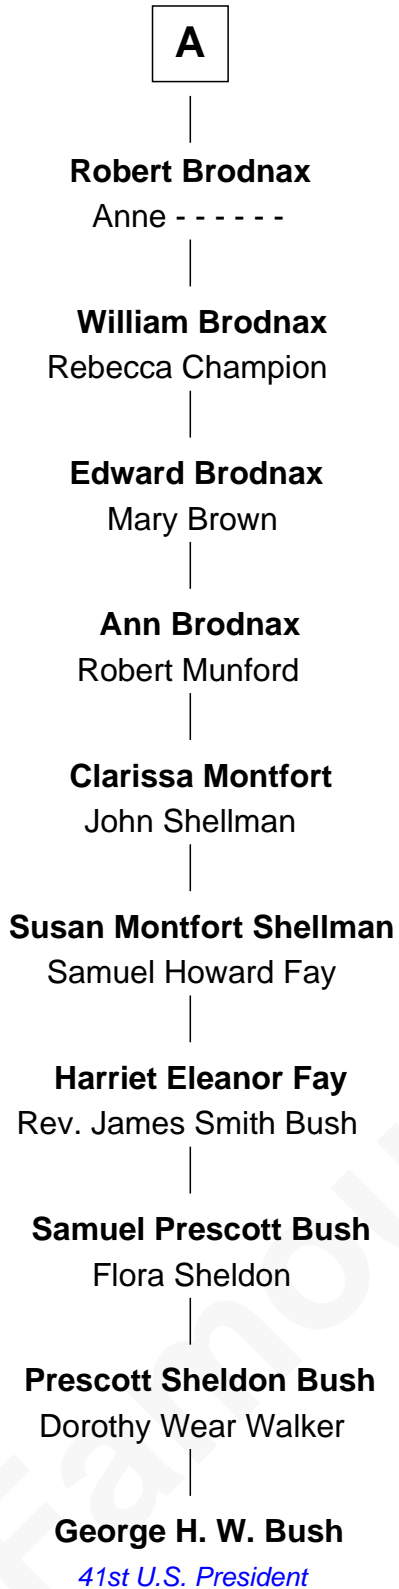 A
Robert Brodnax
Anne - - - - - -
William Brodnax
Rebecca Champion
Edward Brodnax
Mary Brown
Ann Brodnax
Robert Munford
Clarissa Montfort
John Shellman
Susan Montfort Shellman
Samuel Howard Fay
Harriet Eleanor Fay
Rev. James Smith Bush
Samuel Prescott Bush
Flora Sheldon
Prescott Sheldon Bush
Dorothy Wear Walker
George H. W. Bush
41st U.S. President